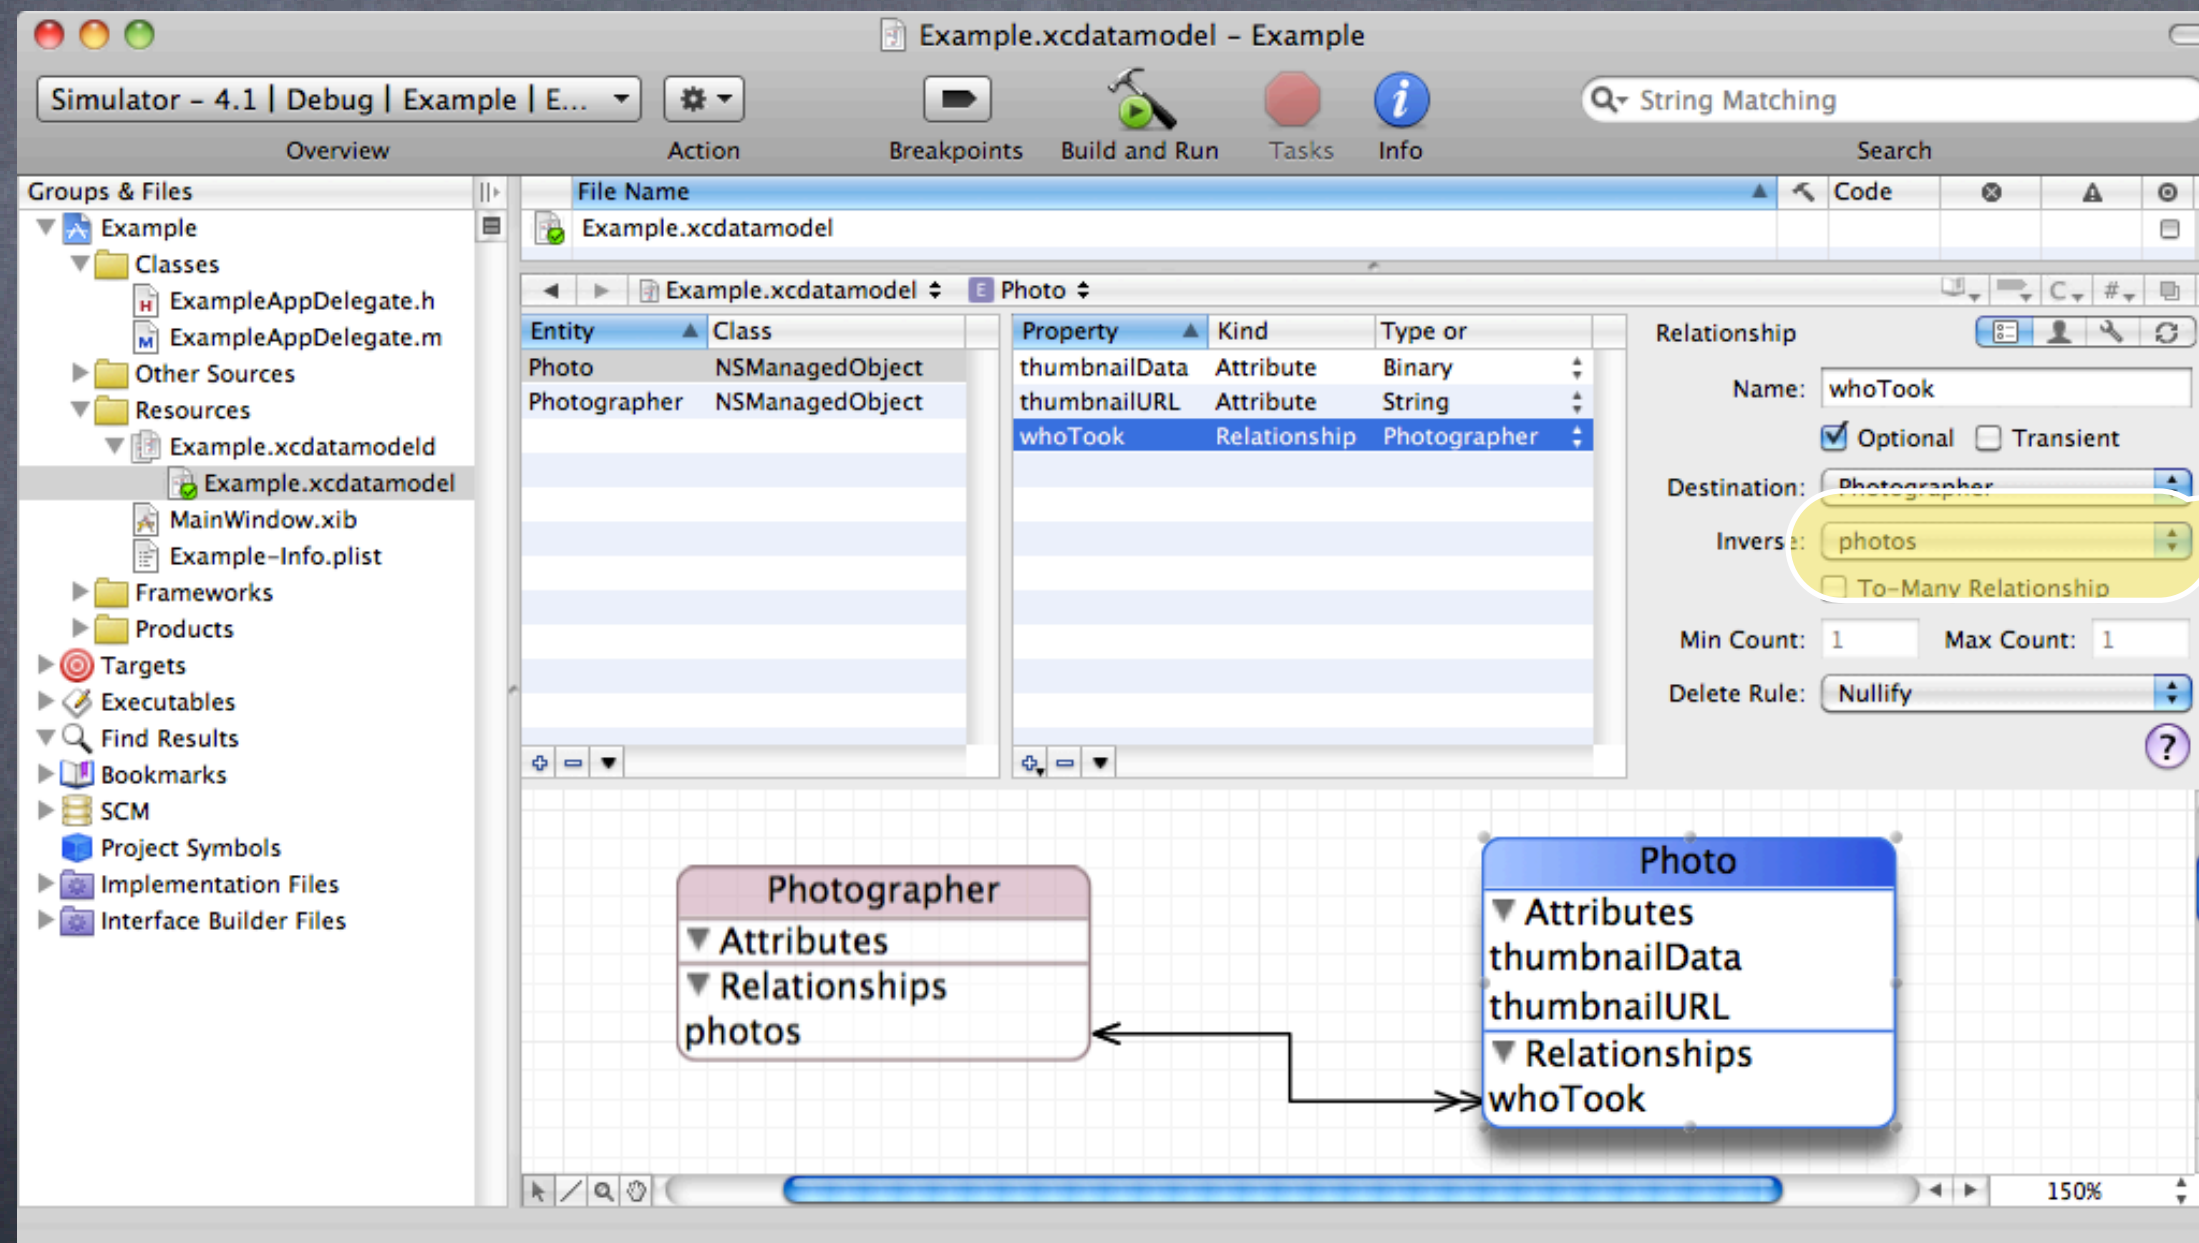 Example.xcdatamodel – Example
Simulator – 4.1 | Debug | Example | E...
String Matching
Overview
Action
Breakpoints
Build and Run
Tasks
Info
Search
Groups & Files
Example
Classes
ExampleAppDelegate.h
ExampleAppDelegate.m
Other Sources
Resources
Example.xcdatamodeld
Example.xcdatamodel
MainWindow.xib
Example-Info.plist
Frameworks
Products
Targets
Executables
Find Results
Bookmarks
SCM
Project Symbols
Implementation Files
Interface Builder Files
File Name
Code
Example.xcdatamodel
Example.xcdatamodel
E Photo
C
#
Entity Class
Photo NSManagedObject
Photographer NSManagedObject
Property Kind Type or
thumbnailData Attribute Binary
thumbnailURL Attribute String
whoTook Relationship Photographer
Relationship
Name: whoTook
Optional Transient
Destination: Photographer
Inverse: photos
To-Many Relationship
Min Count: 1 Max Count: 1
Delete Rule: Nullify
?
Photographer
Attributes
Relationships
photos
Photo
Attributes
thumbnailData
thumbnailURL
Relationships
whoTook
150%